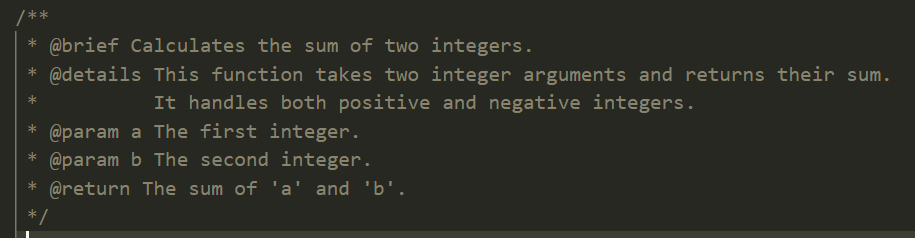 /**
 * @brief Calculates the sum of two integers.
 * @details This function takes two integer arguments and returns their sum.
 *          It handles both positive and negative integers.
 * @param a The first integer.
 * @param b The second integer.
 * @return The sum of 'a' and 'b'.
 */